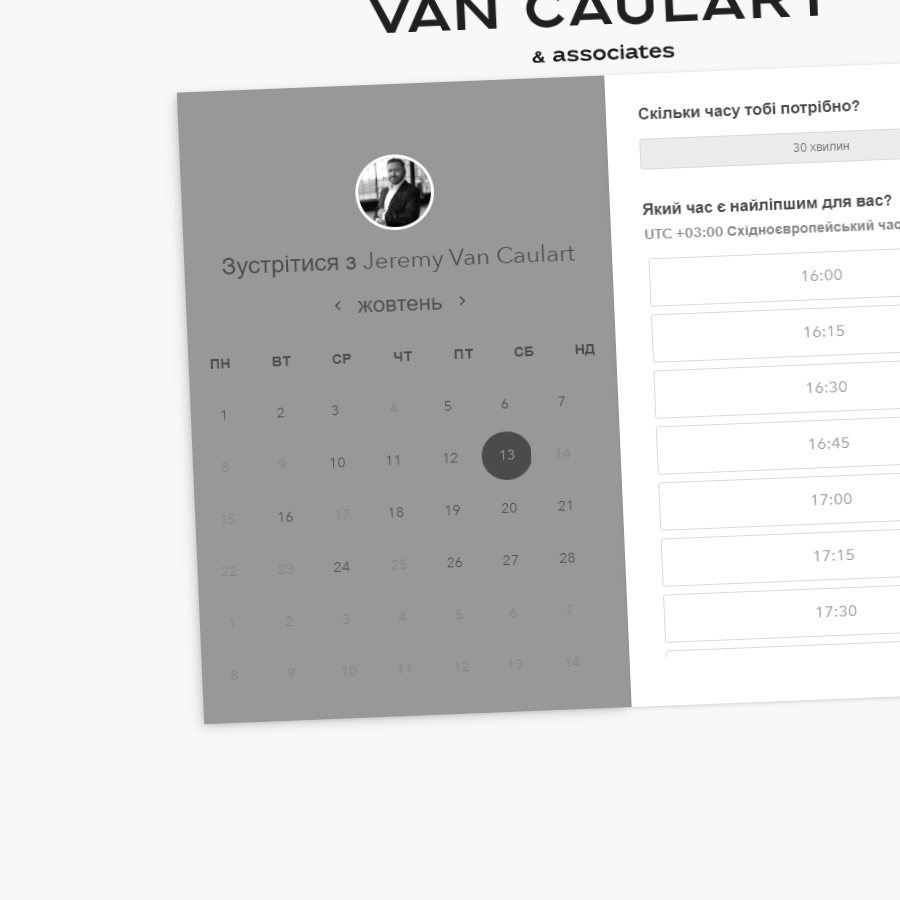 VAN CAULART
& associates
Зустрітися з Jeremy Van Caulart
‹ жовтень ›
ПН ВТ СР ЧТ ПТ СБ НД
1 2 3 4 5 6 7
8 9 10 11 12 13 14
15 16 17 18 19 20 21
22 23 24 25 26 27 28
1 2 3 4 5 6 7
8 9 10 11 12 13 14
Скільки часу тобі потрібно?
30 хвилин
Який час є найліпшим для вас?
UTC +03:00 Східноєвропейський час
16:00
16:15
16:30
16:45
17:00
17:15
17:30